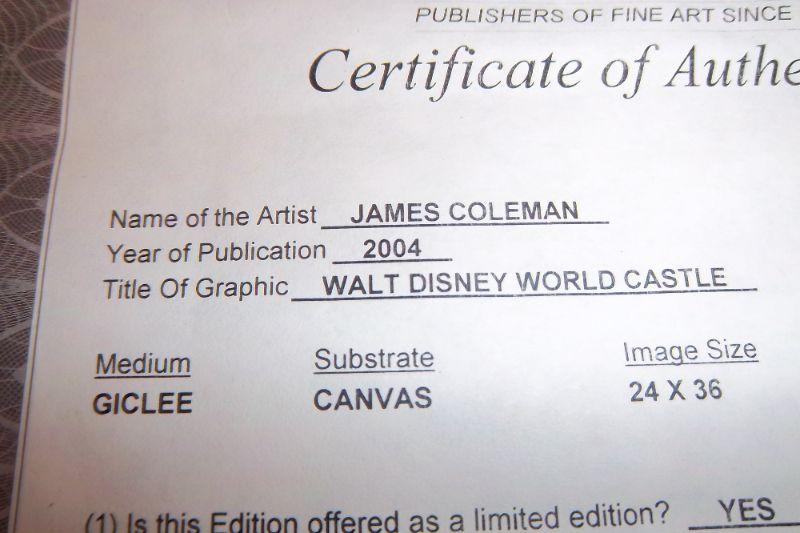 PUBLISHERS OF FINE ART SINCE
Certificate of Authe
Name of the Artist JAMES COLEMAN
Year of Publication 2004
Title Of Graphic WALT DISNEY WORLD CASTLE
Medium Substrate Image Size
GICLEE CANVAS 24 X 36
(1) Is this Edition offered as a limited edition? YES